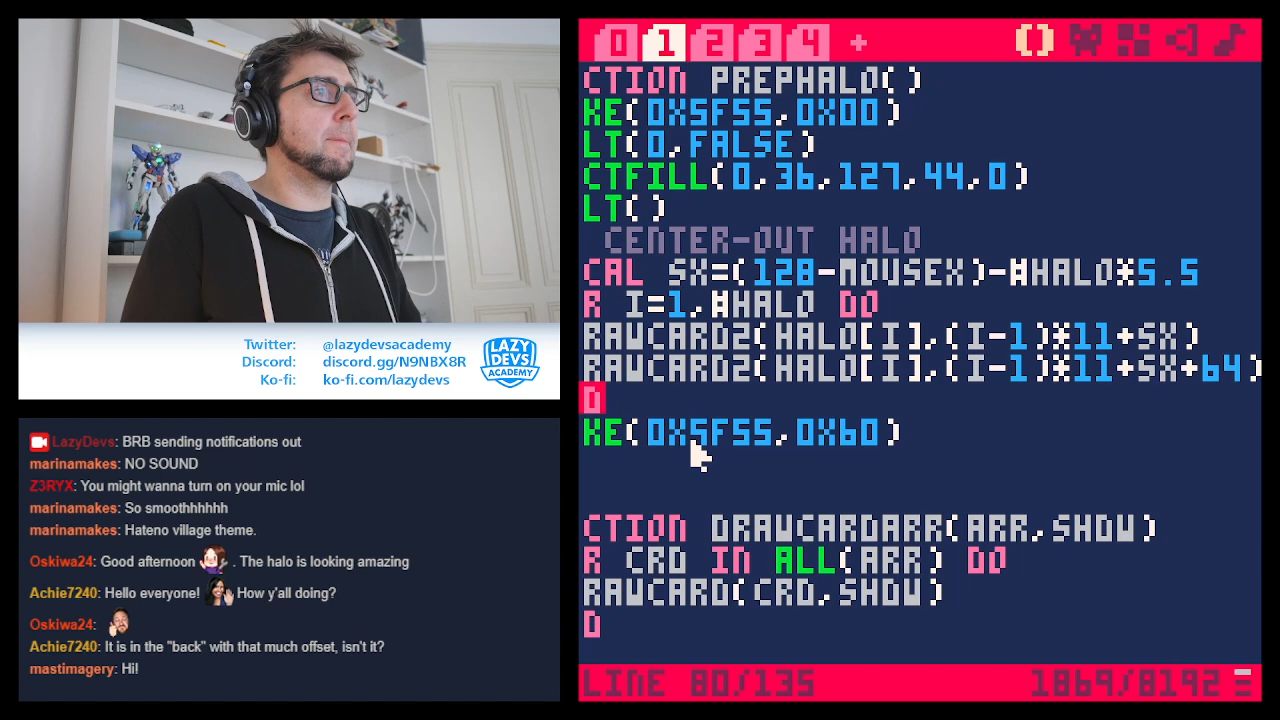 Twitter: @lazydevsacademy
Discord: discord.gg/N9NBX8R
Ko-fi: ko-fi.com/lazydevs
LAZY
DEVS
ACADEMY
LazyDevs: BRB sending notifications out
marinamakes: NO SOUND
Z3RYX: You might wanna turn on your mic lol
marinamakes: So smoothhhhhh
marinamakes: Hateno village theme.
Oskiwa24: Good afternoon . The halo is looking amazing
Achie7240: Hello everyone! How y'all doing?
Oskiwa24:
Achie7240: It is in the "back" with that much offset, isn't it?
mastimagery: Hi!
0 1 2 3 4 +
CTION PREPHALO()
KE(0X5F55,0X00)
LT(0,FALSE)
CTFILL(0,36,127,44,0)
LT()
CENTER-OUT HALO
CAL SX=(128-MOUSEX)-#HALO*5.5
R I=1,#HALO DO
RAWCARD2(HALO[I],(I-1)*11+SX)
RAWCARD2(HALO[I],(I-1)*11+SX+64)
D
KE(0X5F55,0X60)
CTION DRAWCARDARR(ARR,SHOW)
R CRD IN ALL(ARR) DO
RAWCARD(CRD,SHOW)
D
LINE 80/135 1869/8192